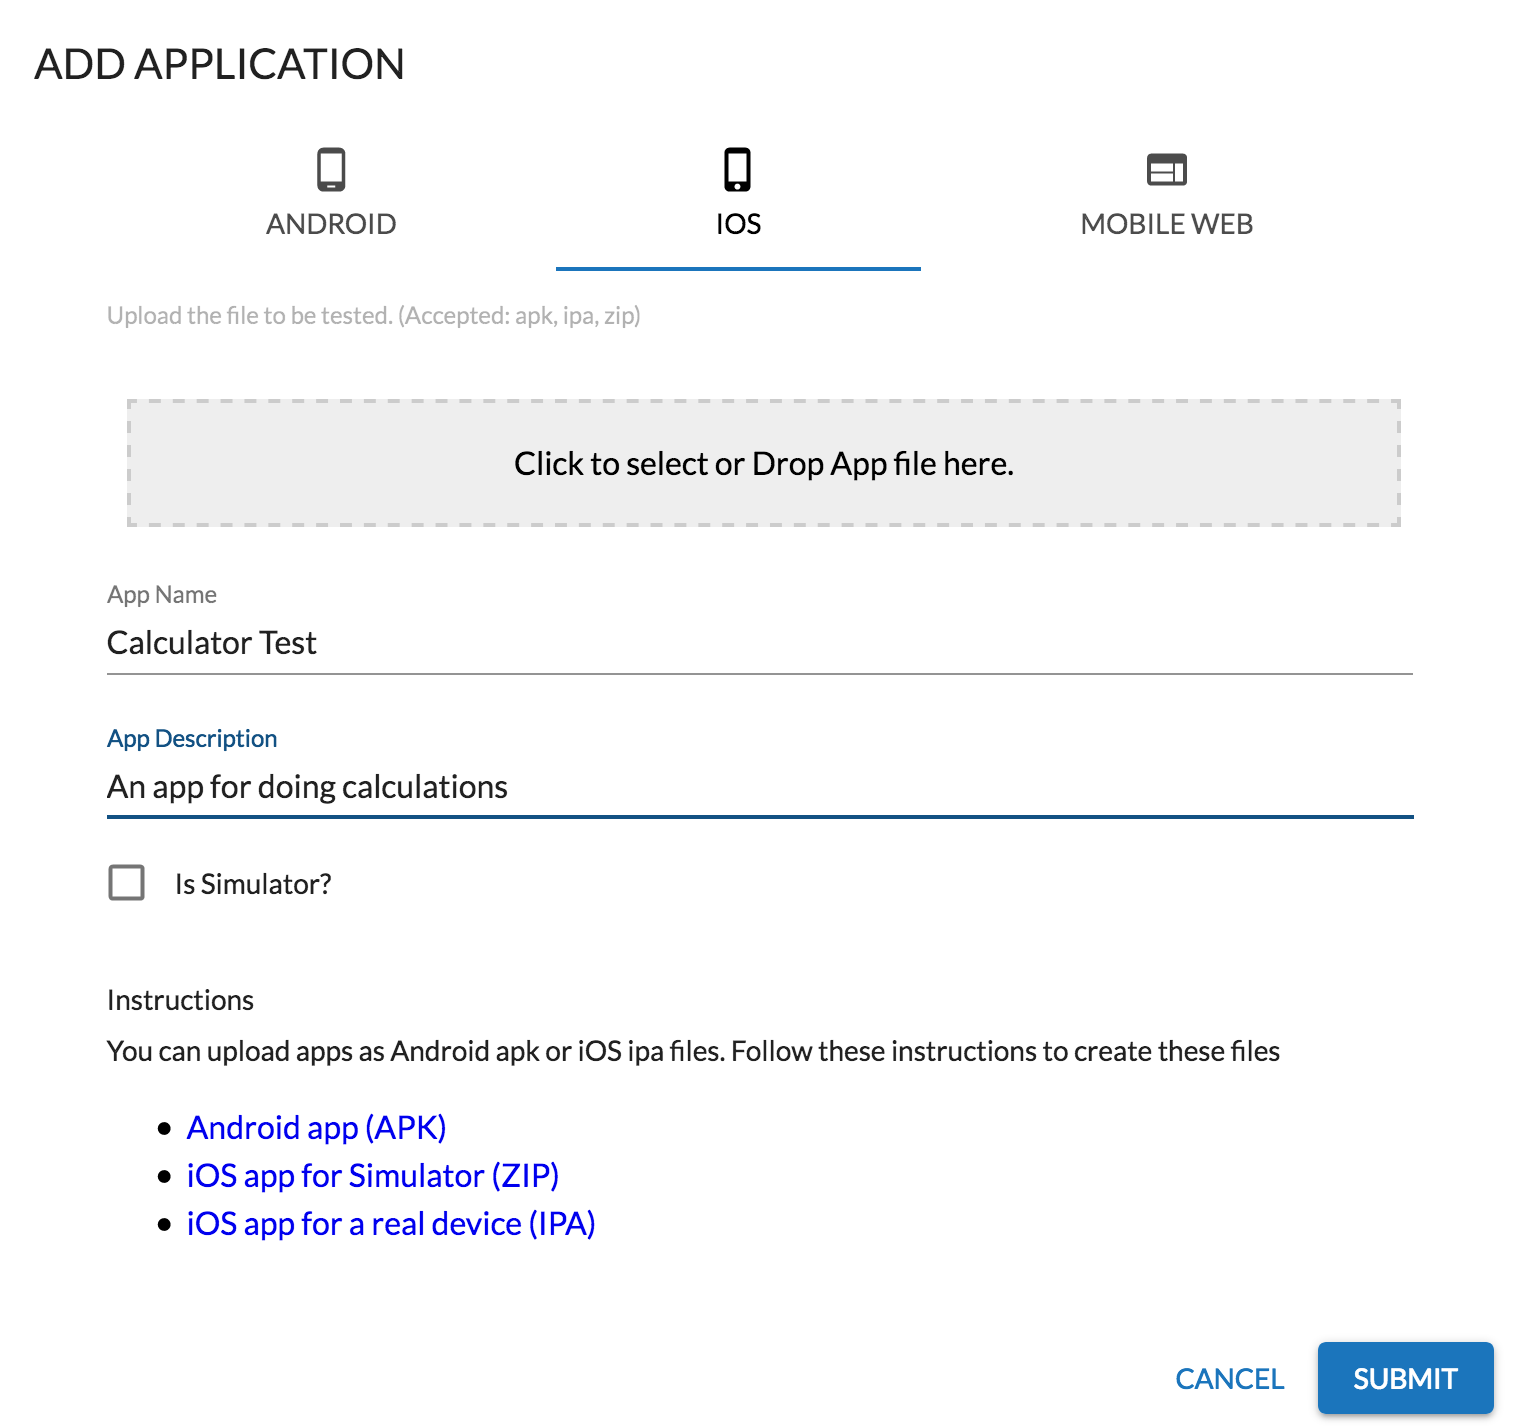 ADD APPLICATION
ANDROID
IOS
MOBILE WEB
Upload the file to be tested. (Accepted: apk, ipa, zip)
Click to select or Drop App file here.
App Name
Calculator Test
App Description
An app for doing calculations
Is Simulator?
Instructions
You can upload apps as Android apk or iOS ipa files. Follow these instructions to create these files
Android app (APK)
iOS app for Simulator (ZIP)
iOS app for a real device (IPA)
CANCEL
SUBMIT